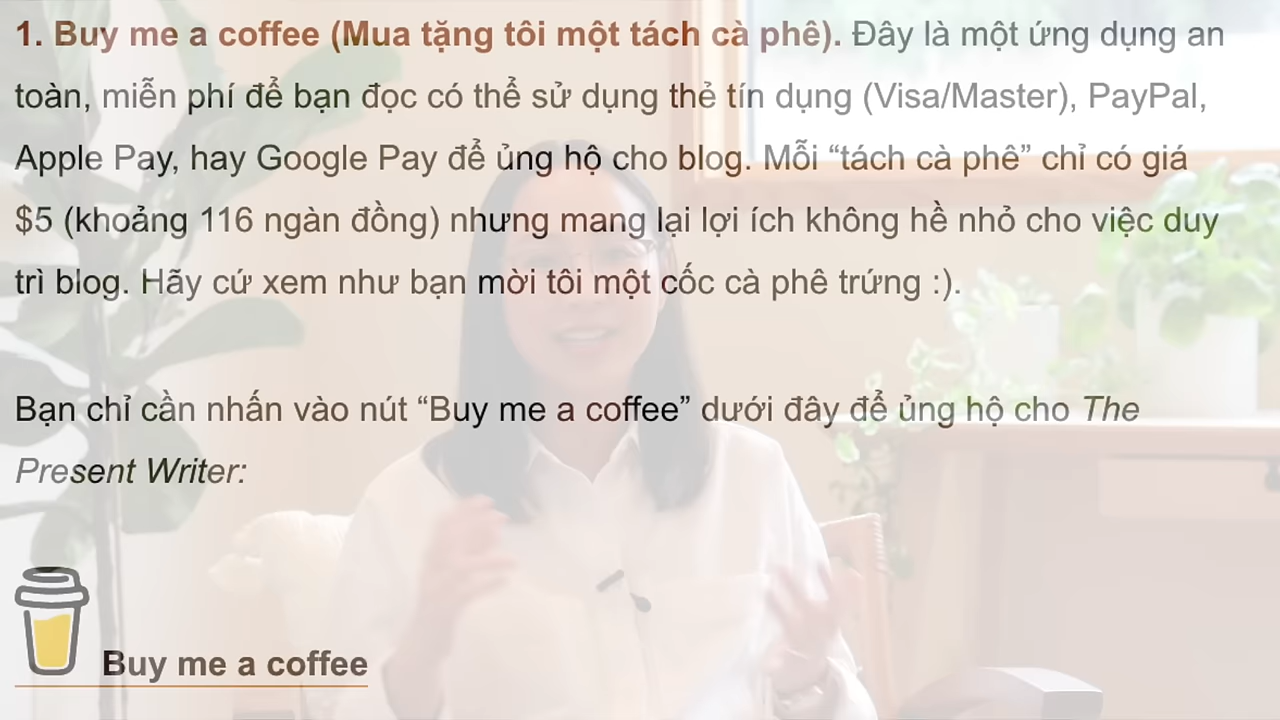 1. Buy me a coffee (Mua tặng tôi một tách cà phê). Đây là một ứng dụng an
toàn, miễn phí để bạn đọc có thể sử dụng thẻ tín dụng (Visa/Master), PayPal,
Apple Pay, hay Google Pay để ủng hộ cho blog. Mỗi “tách cà phê” chỉ có giá
$5 (khoảng 116 ngàn đồng) nhưng mang lại lợi ích không hề nhỏ cho việc duy
trì blog. Hãy cứ xem như bạn mời tôi một cốc cà phê trứng :).
Bạn chỉ cần nhấn vào nút “Buy me a coffee” dưới đây để ủng hộ cho The
Present Writer:
Buy me a coffee